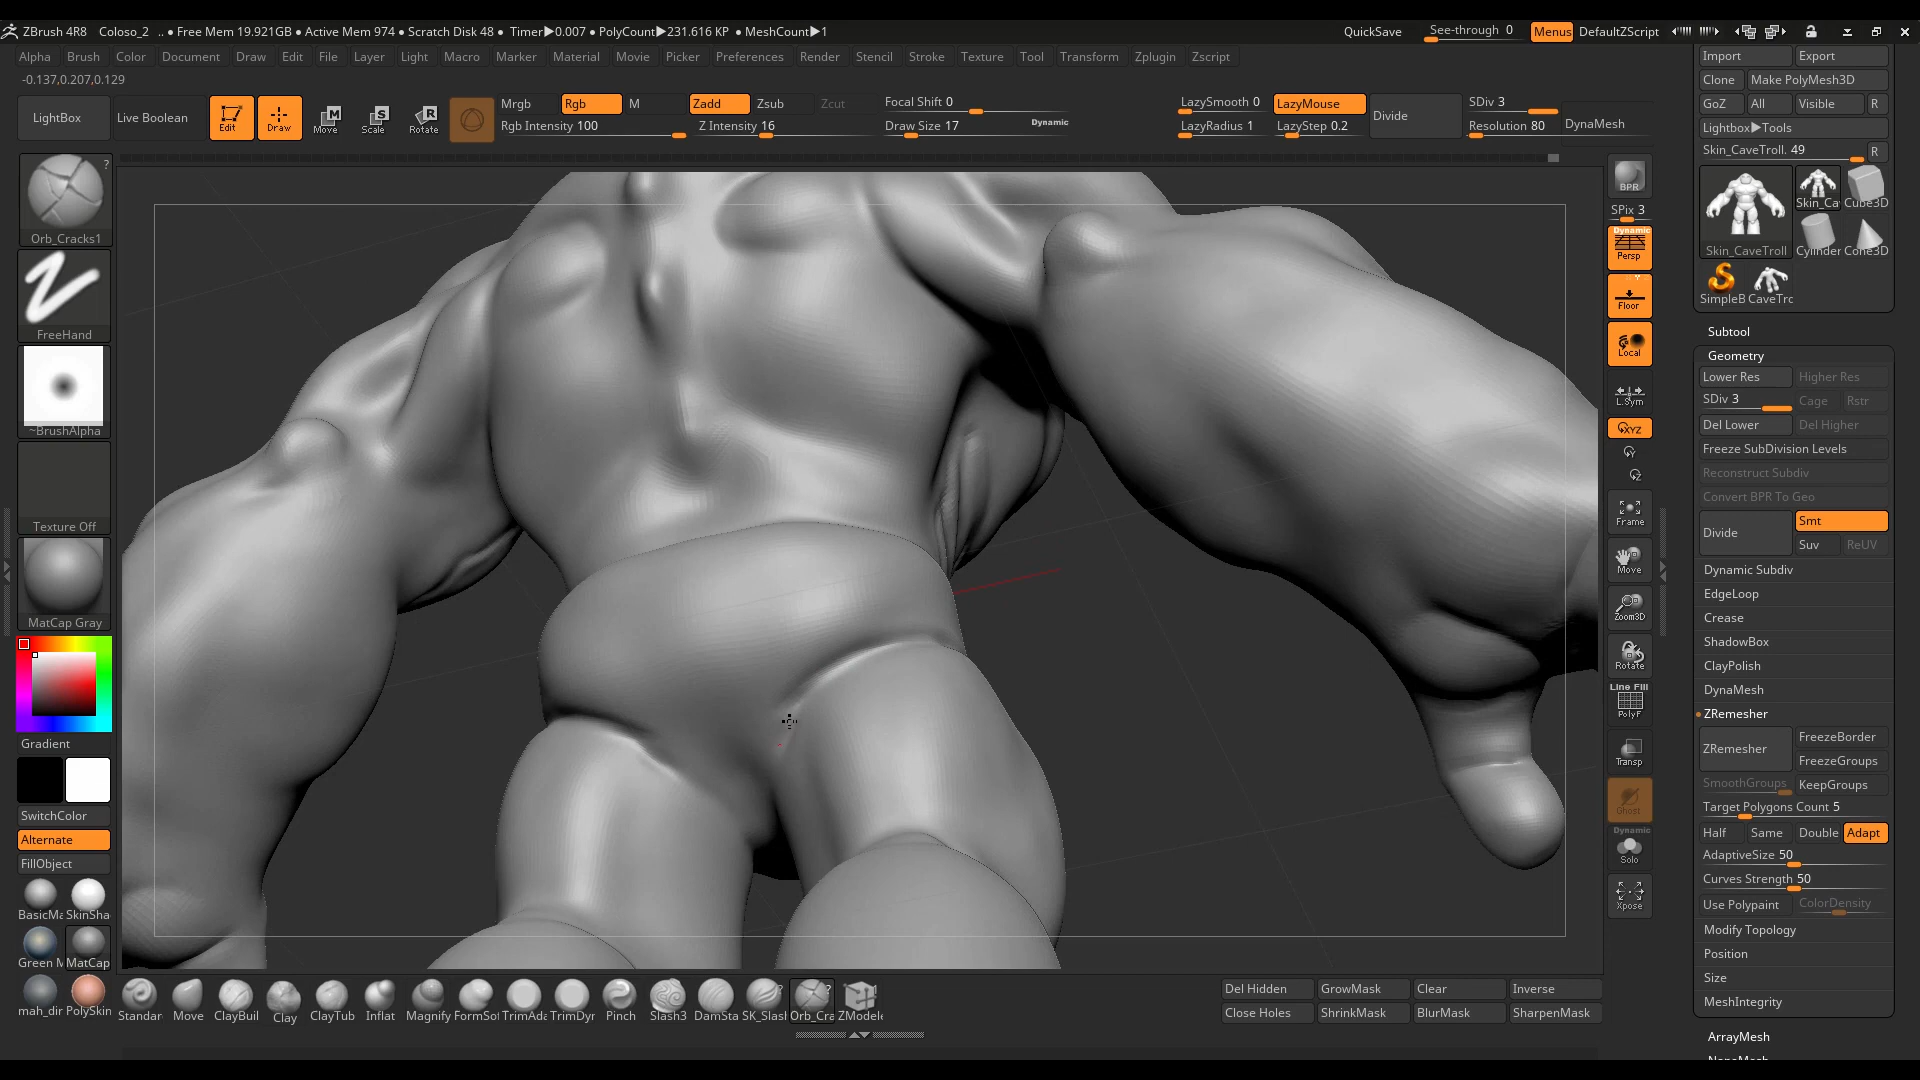 ZBrush 4R8 Coloso_2 .. ● Free Mem 19.921GB ● Active Mem 974 ● Scratch Disk 48 ● Timer▶0.007 ● PolyCount▶231.616 KP ● MeshCount▶1 QuickSave See-through 0 Menus DefaultZScript
Alpha Brush Color Document Draw Edit File Layer Light Macro Marker Material Movie Picker Preferences Render Stencil Stroke Texture Tool Transform Zplugin Zscript
-0.137,0.207,0.129
LightBox Live Boolean Edit Draw Move Scale Rotate
Mrgb Rgb M Zadd Zsub Zcut Focal Shift 0 LazySmooth 0 LazyMouse Divide SDiv 3
Rgb Intensity 100 Z Intensity 16 Draw Size 17 Dynamic LazyRadius 1 LazyStep 0.2 Resolution 80 DynaMesh
Orb_Cracks1
FreeHand
~BrushAlpha
Texture Off
MatCap Gray
Gradient
SwitchColor
Alternate
FillObject
BasicMa SkinSha
Green M MatCap
mah_dir PolySkin
Standar Move ClayBuil Clay ClayTub Inflat Magnify FormSof TrimAda TrimDyr Pinch Slash3 DamSta SK_Slash Orb_Cra ZModele
Del Hidden GrowMask Clear Inverse
Close Holes ShrinkMask BlurMask SharpenMask
BPR
SPix 3
Dynamic
Persp
Floor
Local
L.Sym
XYZ
Y
Z
Frame
Move
Zoom3D
Rotate
Line Fill
PolyF
Transp
Ghost
Dynamic
Solo
Xpose
Import Export
Clone Make PolyMesh3D
GoZ All Visible R
Lightbox▶Tools
Skin_CaveTroll. 49 R
Skin_CaveTroll Skin_Ca Cube3D
Cylinder Cone3D
SimpleB CaveTrc
Subtool
Geometry
Lower Res Higher Res
SDiv 3 Cage Rstr
Del Lower Del Higher
Freeze SubDivision Levels
Reconstruct Subdiv
Convert BPR To Geo
Divide Smt
Suv ReUV
Dynamic Subdiv
EdgeLoop
Crease
ShadowBox
ClayPolish
DynaMesh
ZRemesher
ZRemesher FreezeBorder
FreezeGroups
SmoothGroups KeepGroups
Target Polygons Count 5
Half Same Double Adapt
AdaptiveSize 50
Curves Strength 50
Use Polypaint ColorDensity
Modify Topology
Position
Size
MeshIntegrity
ArrayMesh